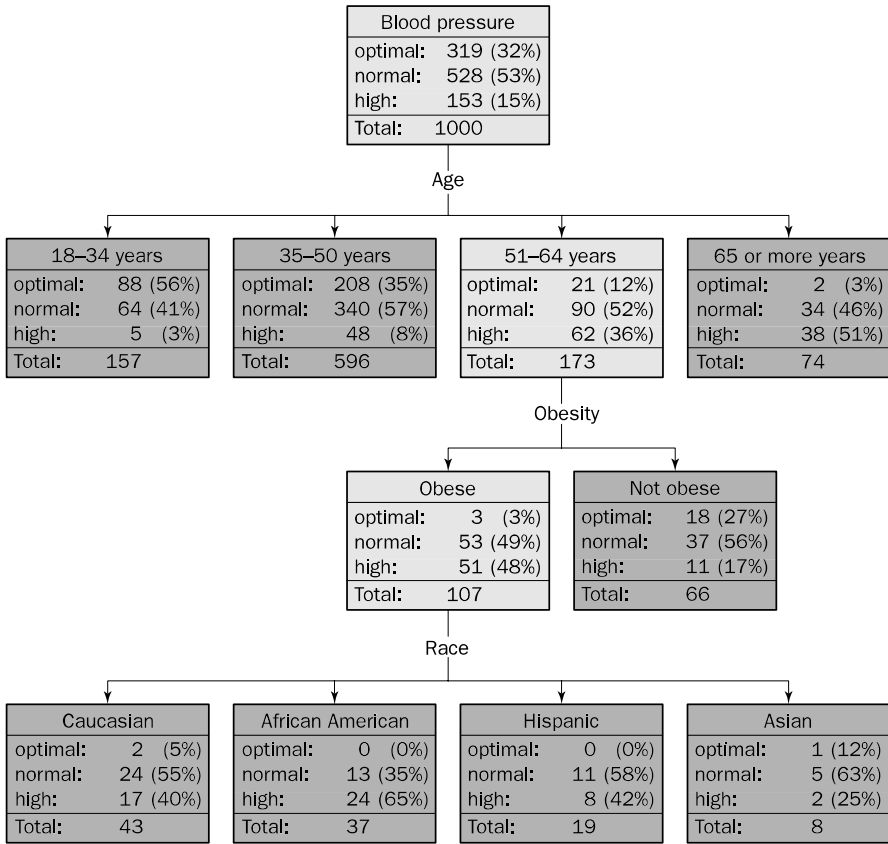 Blood pressure
optimal: 319 (32%)
normal: 528 (53%)
high: 153 (15%)
Total: 1000
Age
18–34 years
optimal: 88 (56%)
normal: 64 (41%)
high: 5 (3%)
Total: 157
35–50 years
optimal: 208 (35%)
normal: 340 (57%)
high: 48 (8%)
Total: 596
51–64 years
optimal: 21 (12%)
normal: 90 (52%)
high: 62 (36%)
Total: 173
65 or more years
optimal: 2 (3%)
normal: 34 (46%)
high: 38 (51%)
Total: 74
Obesity
Obese
optimal: 3 (3%)
normal: 53 (49%)
high: 51 (48%)
Total: 107
Not obese
optimal: 18 (27%)
normal: 37 (56%)
high: 11 (17%)
Total: 66
Race
Caucasian
optimal: 2 (5%)
normal: 24 (55%)
high: 17 (40%)
Total: 43
African American
optimal: 0 (0%)
normal: 13 (35%)
high: 24 (65%)
Total: 37
Hispanic
optimal: 0 (0%)
normal: 11 (58%)
high: 8 (42%)
Total: 19
Asian
optimal: 1 (12%)
normal: 5 (63%)
high: 2 (25%)
Total: 8